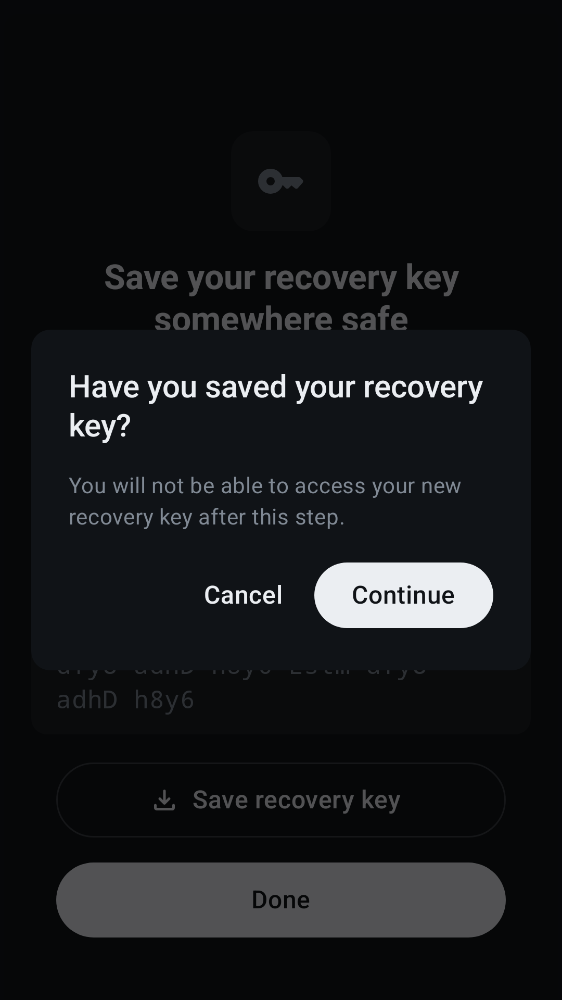 Save your recovery key
somewhere safe
Have you saved your recovery
key?
You will not be able to access your new
recovery key after this step.
Cancel
Continue
adhD h8y6
Save recovery key
Done